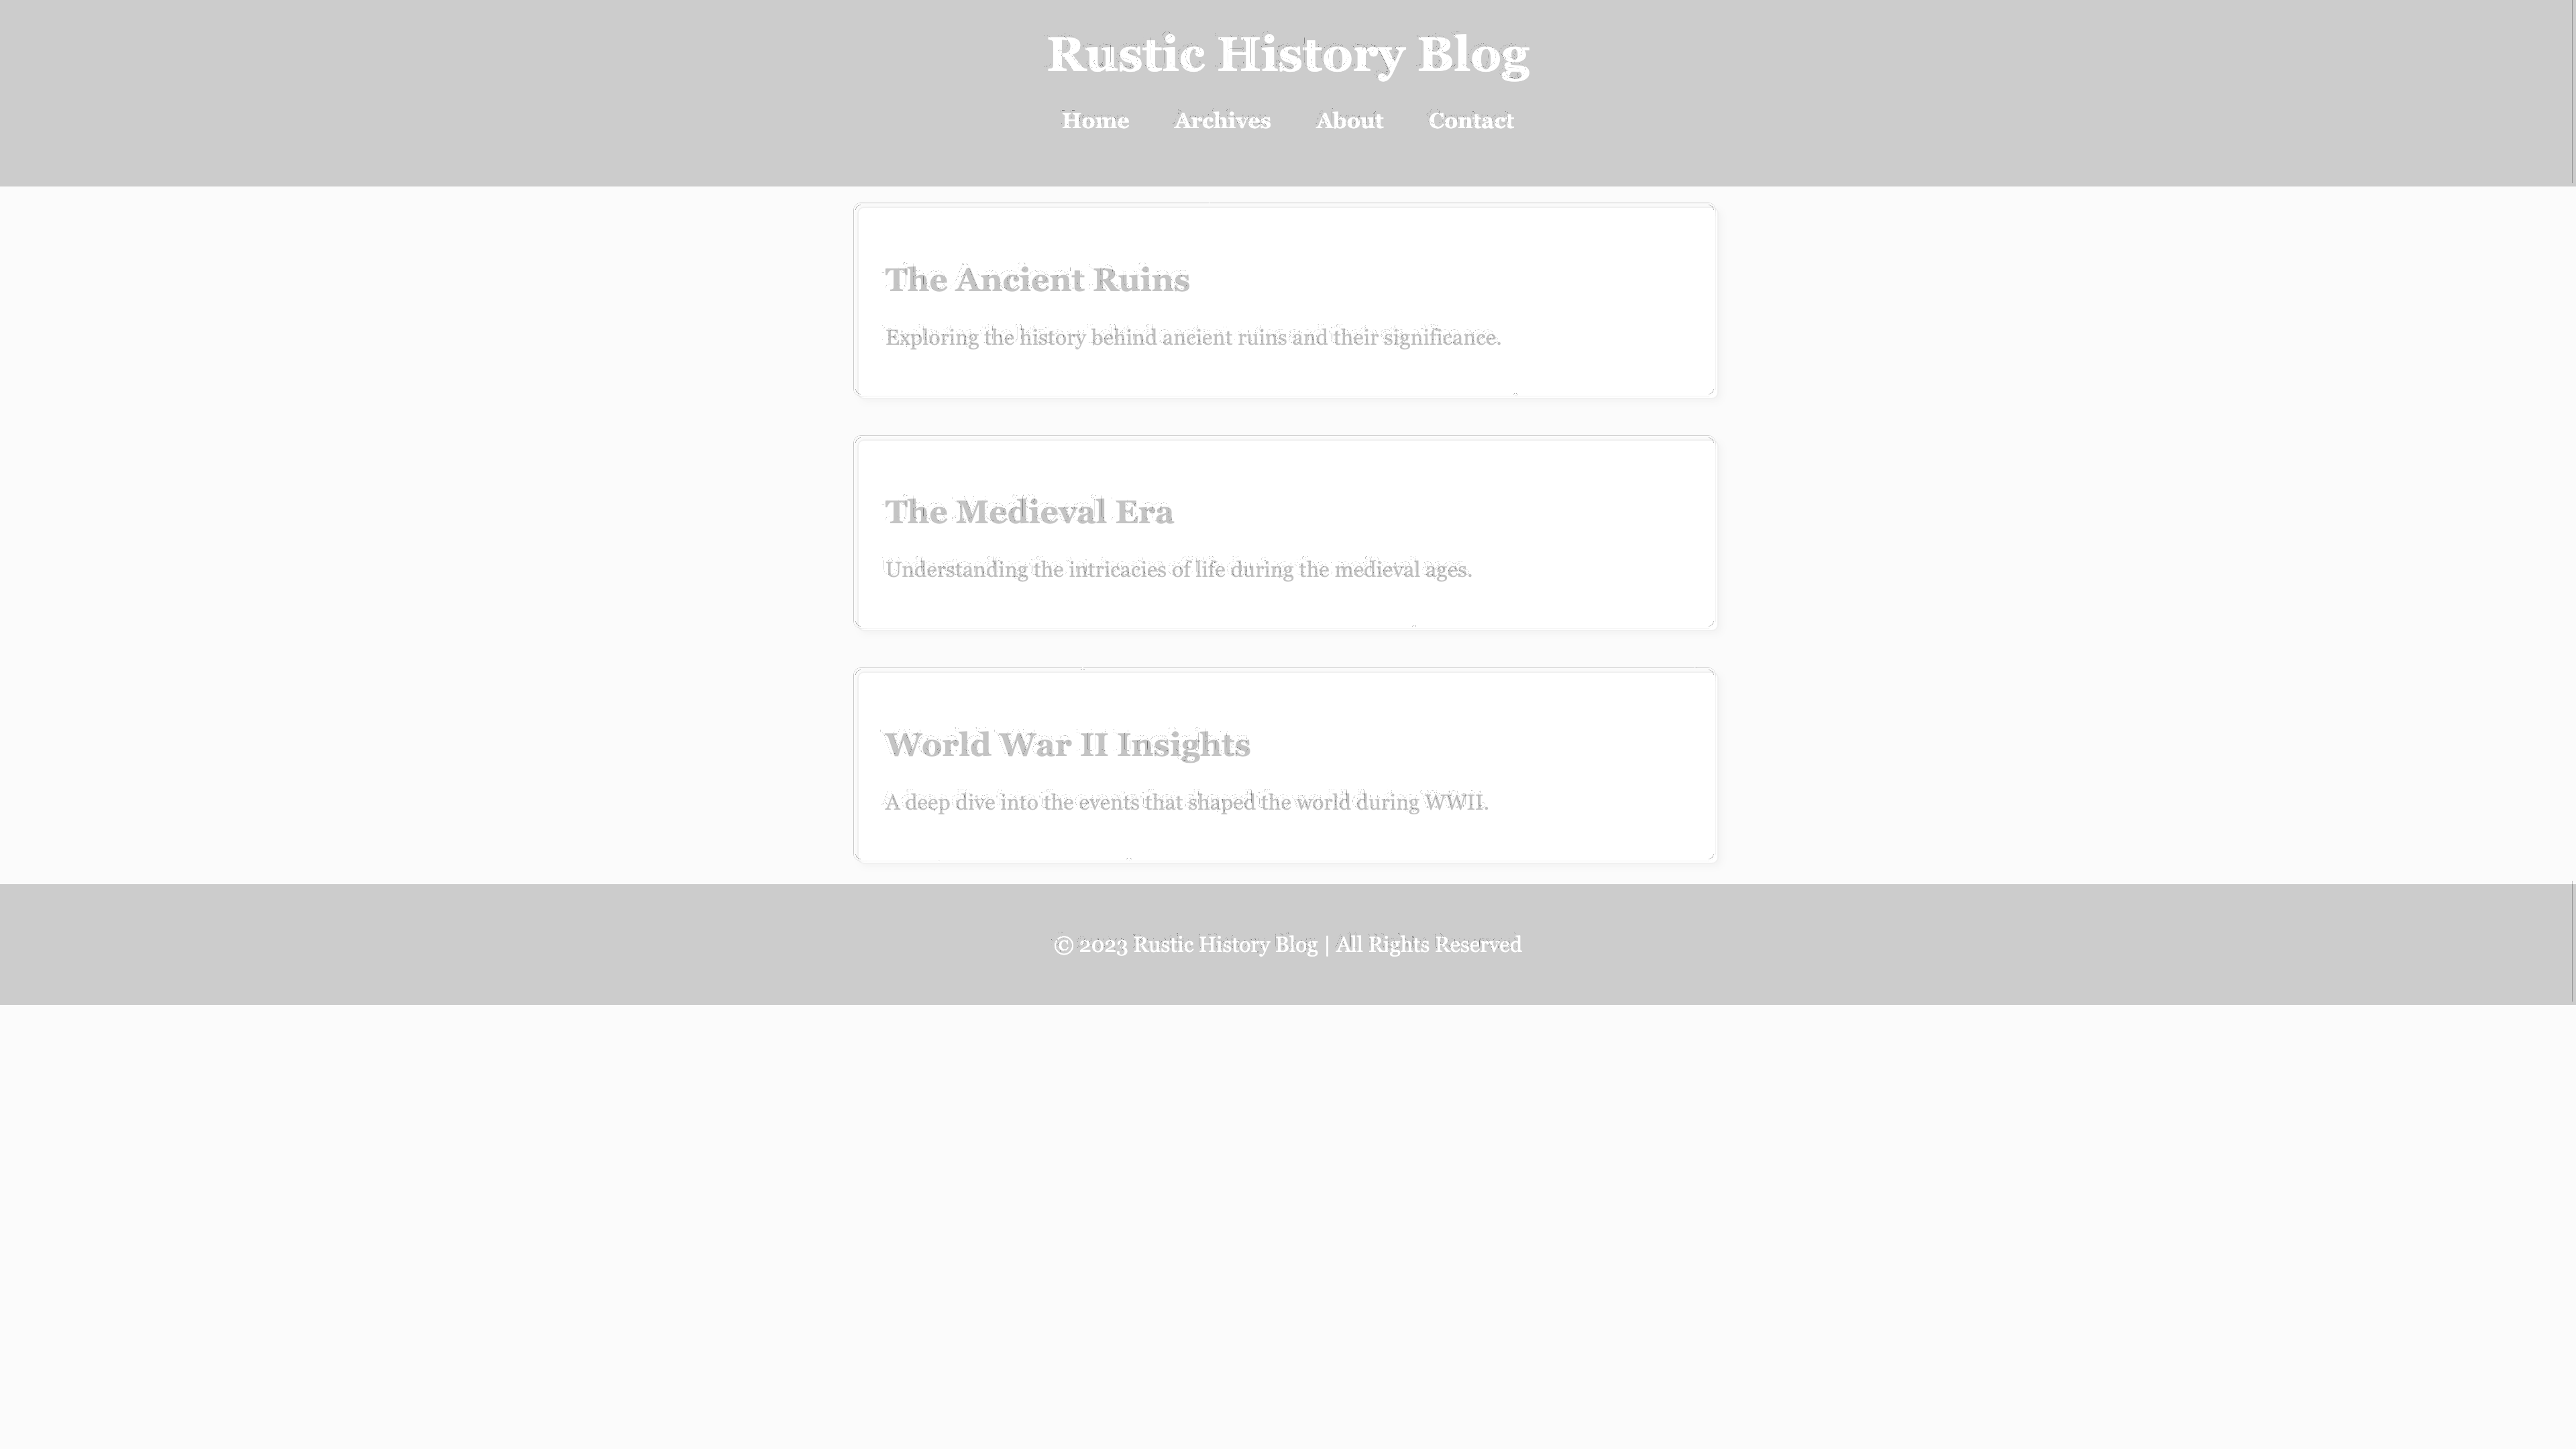 Rustic History Blog
Home Archives About Contact
The Ancient Ruins
Exploring the history behind ancient ruins and their significance.
The Medieval Era
Understanding the intricacies of life during the medieval ages.
World War II Insights
A deep dive into the events that shaped the world during WWII.
© 2023 Rustic History Blog | All Rights Reserved